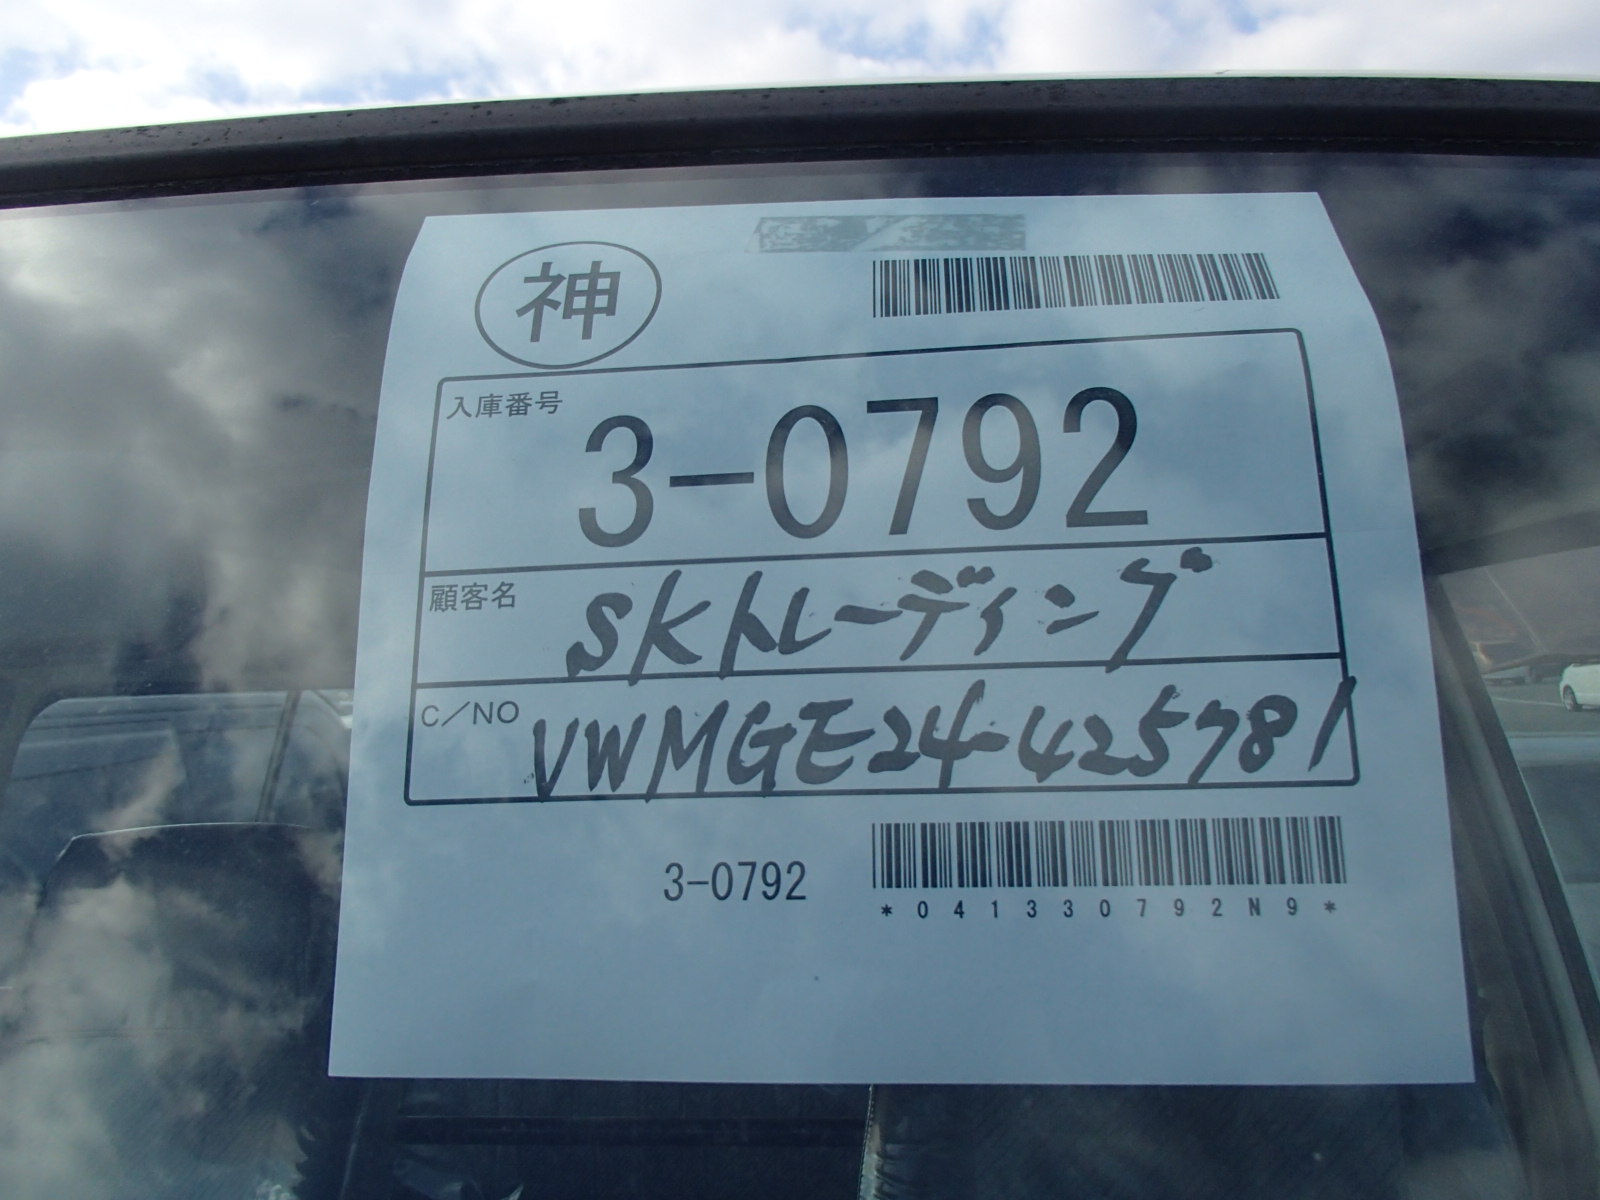 神
入庫番号
3-0792
顧客名
SKトレーディング
C／NO
VWMGE24-425781
3-0792
*041330792N9*